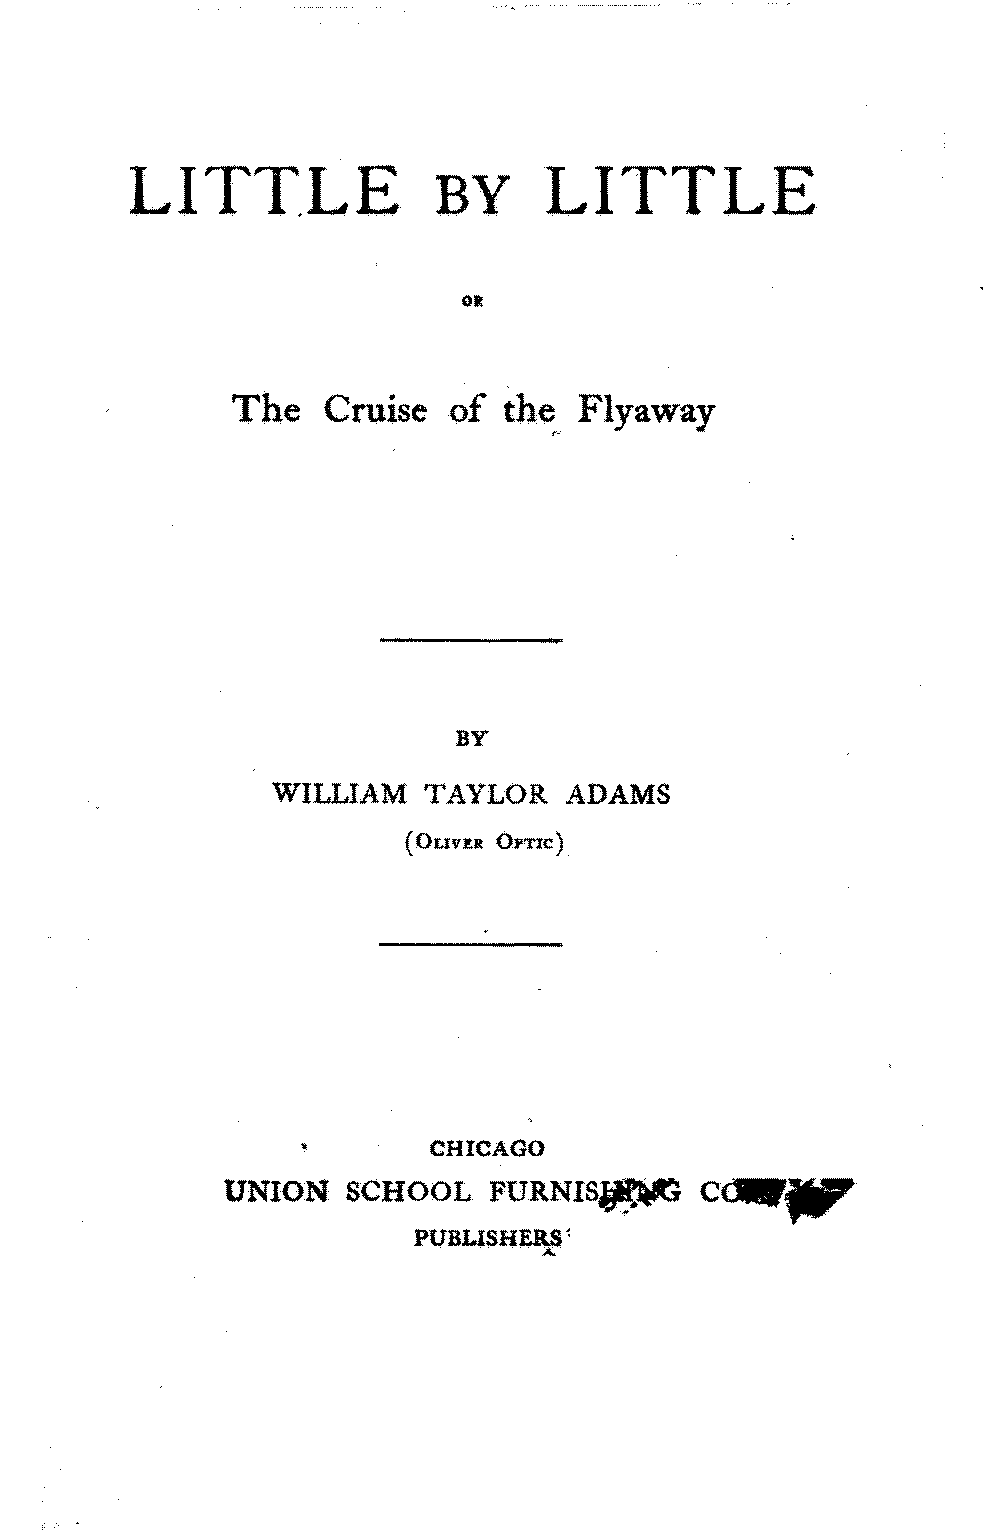 LITTLE BY LITTLE
OR
The Cruise of the Flyaway
BY
WILLIAM TAYLOR ADAMS
(OLIVER OPTIC)
CHICAGO
UNION SCHOOL FURNISHING
PUBLISHERS